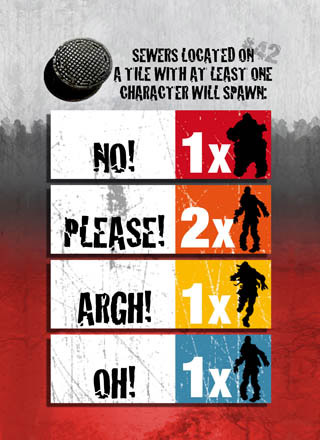 #42
SEWERS LOCATED ON
A TILE WITH AT LEAST ONE
CHARACTER WILL SPAWN:
NO! 1x
PLEASE! 2x
ARGH! 1x
OH! 1x